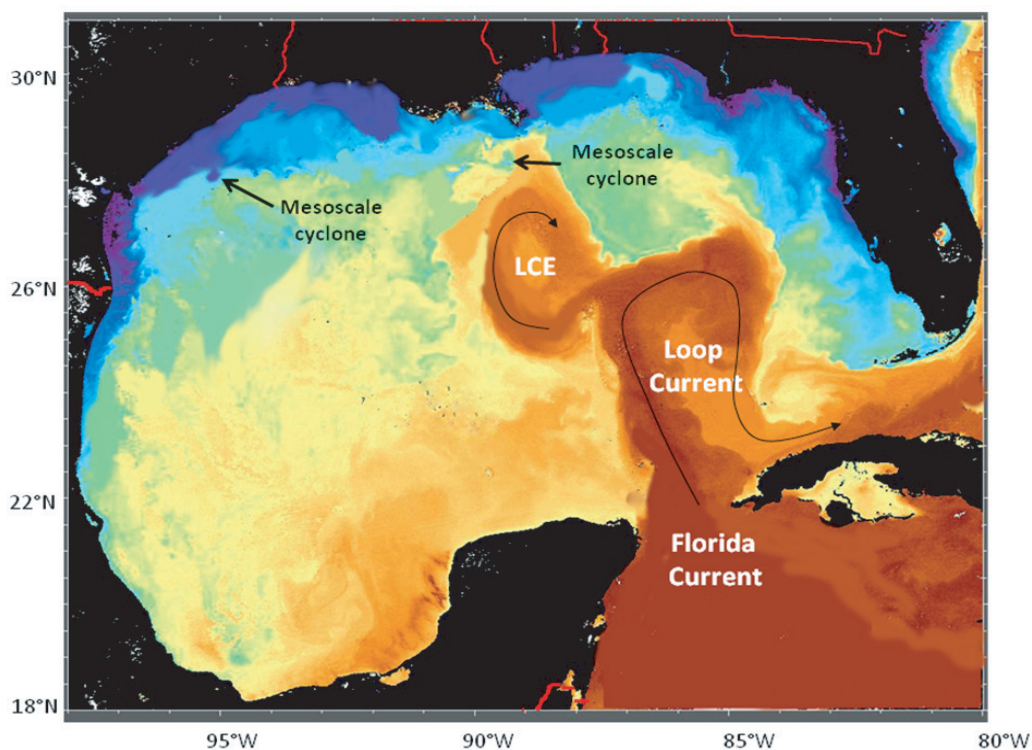 30°N
26°N
22°N
18°N
95°W
90°W
85°W
80°W
Mesoscale
cyclone
Mesoscale
cyclone
LCE
Loop
Current
Florida
Current